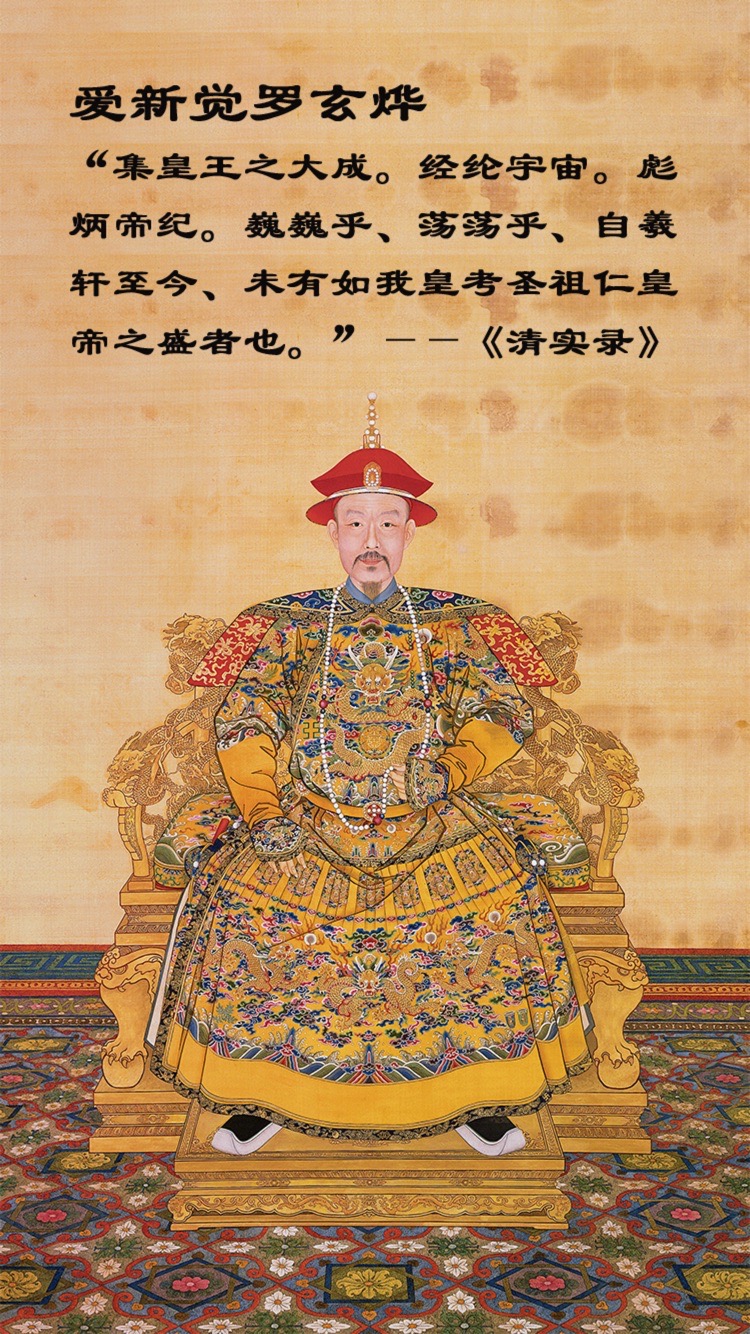 爱新觉罗玄烨
“集皇王之大成。经纶宇宙。彪
炳帝纪。巍巍乎、荡荡乎、自羲
轩至今、未有如我皇考圣祖仁皇
帝之盛者也。”——《清实录》